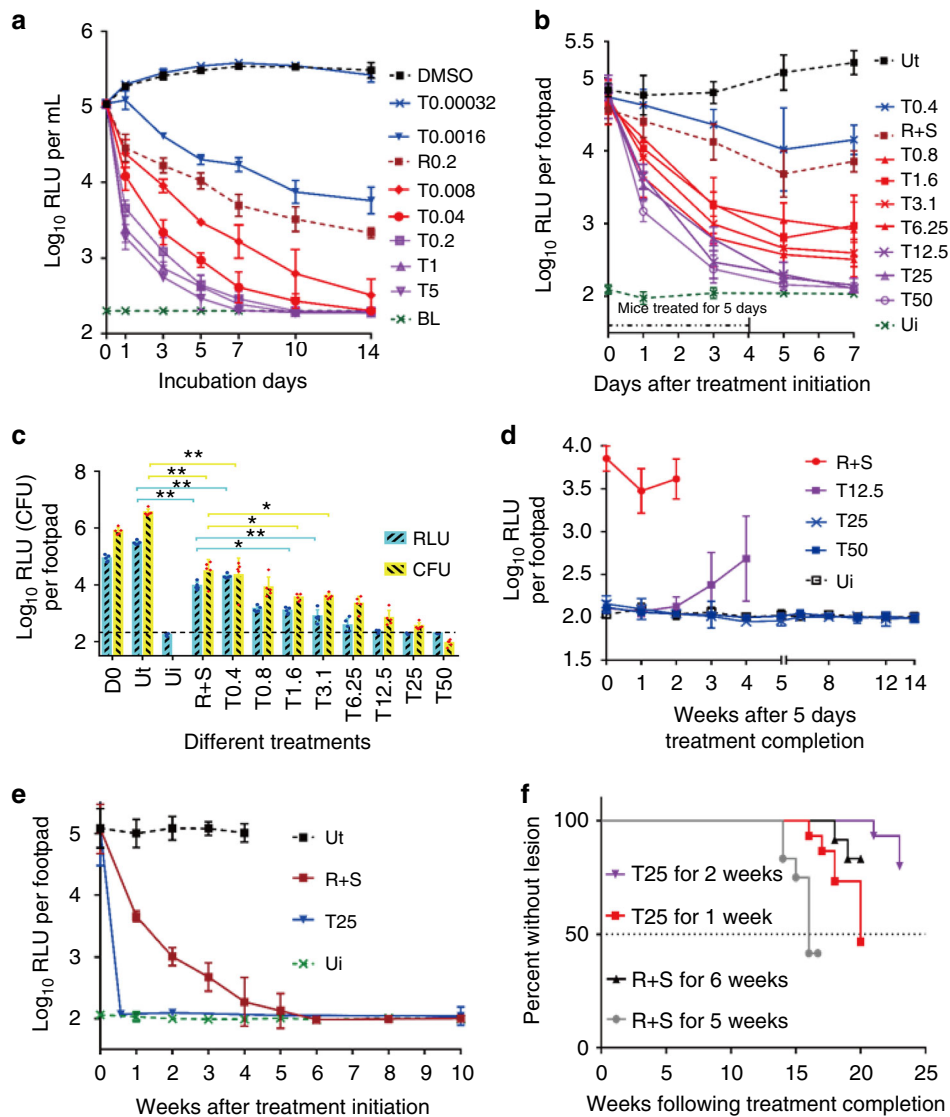 a
Log10 RLU per mL
6
5
4
3
2
0 1 3 5 7 10 14
Incubation days
DMSO
T0.00032
T0.0016
R0.2
T0.008
T0.04
T0.2
T1
T5
BL
b
Log10 RLU per footpad
5.5
5
4
3
2
Mice treated for 5 days
0 1 2 3 4 5 6 7
Days after treatment initiation
Ut
T0.4
R+S
T0.8
T1.6
T3.1
T6.25
T12.5
T25
T50
Ui
c
Log10 RLU (CFU)
per footpad
8
6
4
2
**
**
**
**
*
*
**
*
RLU
CFU
D0
Ut
Ui
R+S
T0.4
T0.8
T1.6
T3.1
T6.25
T12.5
T25
T50
Different treatments
d
Log10 RLU
per footpad
4.0
3.5
3.0
2.5
2.0
1.5
R+S
T12.5
T25
T50
Ui
0 1 2 3 4 5 8 12 14
Weeks after 5 days
treatment completion
e
Log10 RLU per footpad
5
4
3
2
Ut
R+S
T25
Ui
0 1 2 3 4 5 6 8 10
Weeks after treatment initiation
f
Percent without lesion
100
50
0
T25 for 2 weeks
T25 for 1 week
R+S for 6 weeks
R+S for 5 weeks
0 5 10 15 20 25
Weeks following treatment completion